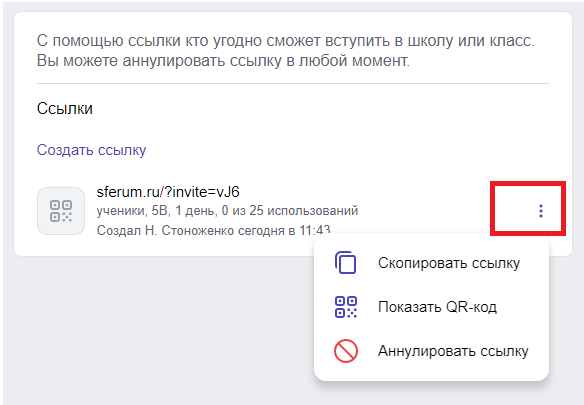 С помощью ссылки кто угодно сможет вступить в школу или класс.
Вы можете аннулировать ссылку в любой момент.
Ссылки
Создать ссылку
sferum.ru/?invite=vJ6
ученики, 5В, 1 день, 0 из 25 использований
Создал Н. Стоноженко сегодня в 11:43
Скопировать ссылку
Показать QR-код
Аннулировать ссылку